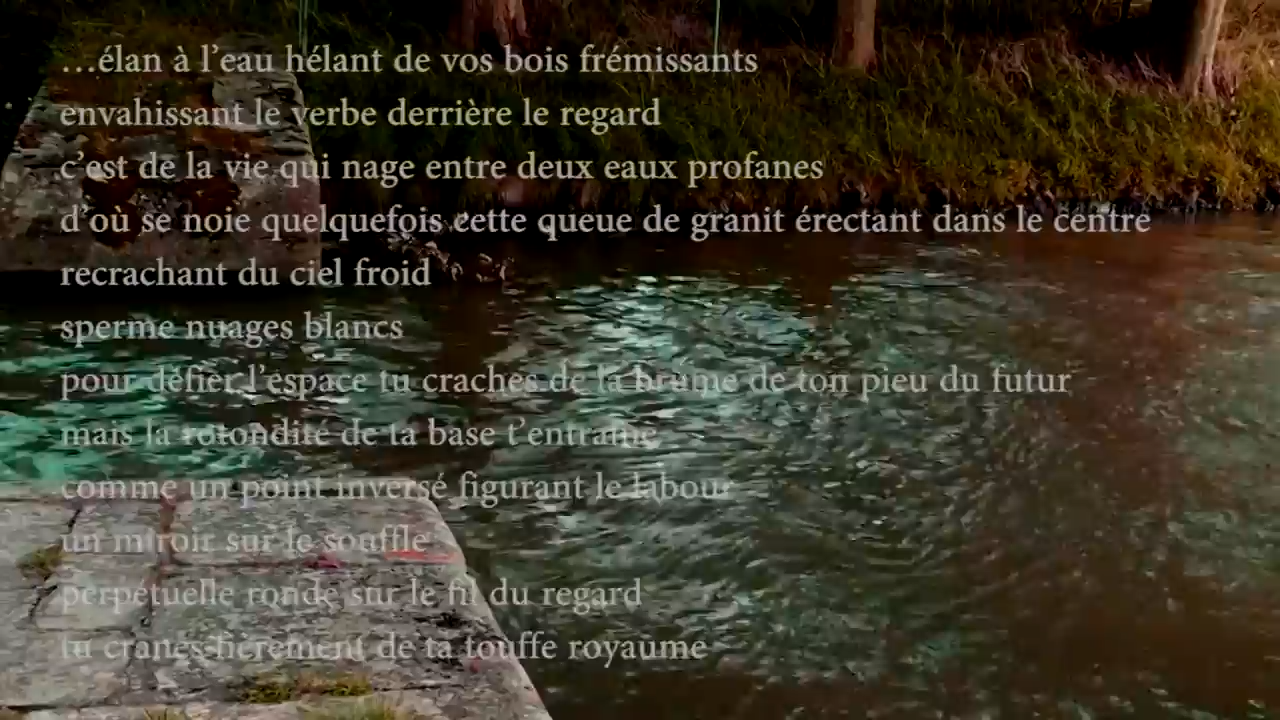 …élan à l’eau hélant de vos bois frémissants
envahissant le verbe derrière le regard
c’est de la vie qui nage entre deux eaux profanes
d’où se noie quelquefois cette queue de granit érectant dans le centre
recrachant du ciel froid
sperme nuages blancs
pour défier l’espace tu craches de la brume de ton pieu du futur
mais la rotondité de ta base t’entraîne
comme un point inversé figurant le labour
un miroir sur le souffle
perpétuelle ronde sur le fil du regard
tu cranes fièrement de ta touffe royaume